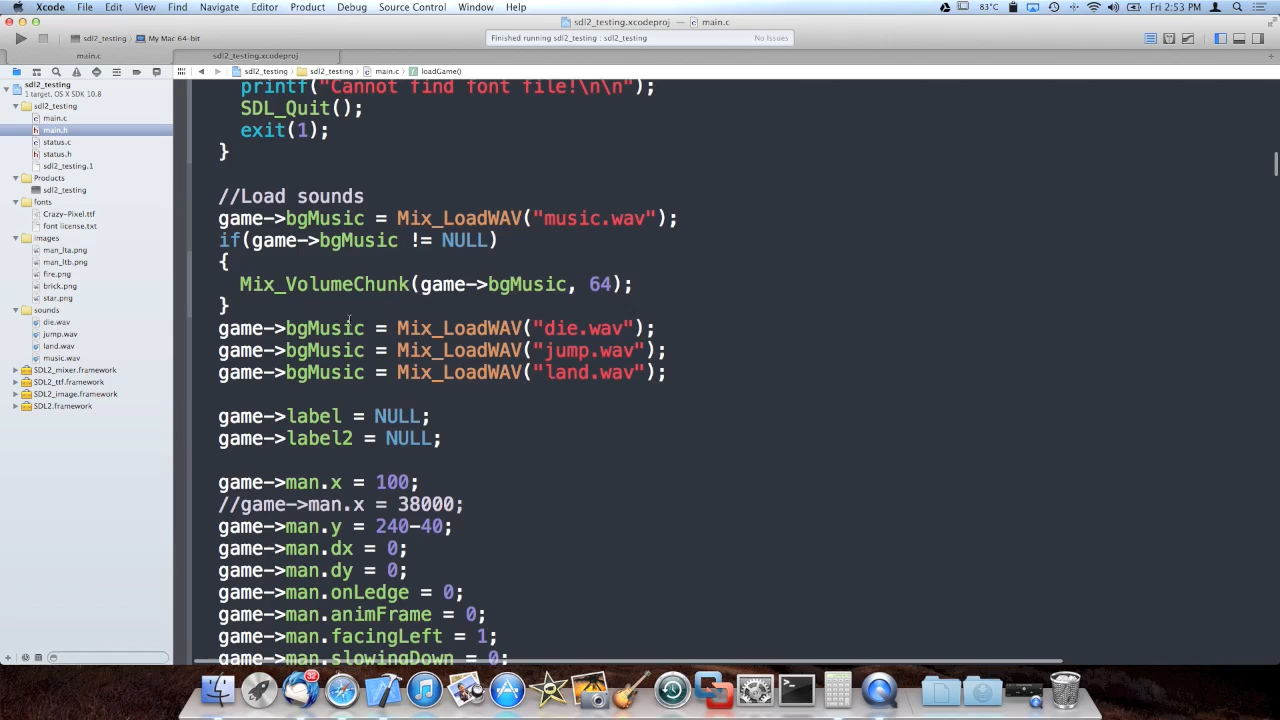 Xcode File Edit View Find Navigate Editor Product Debug Source Control Window Help 83°C Fri 2:53 PM
sdl2_testing.xcodeproj — main.c
sdl2_testing My Mac 64-bit Finished running sdl2_testing : sdl2_testing No Issues
main.c sdl2_testing.xcodeproj
sdl2_testing sdl2_testing main.c loadGame()
sdl2_testing
1 target, OS X SDK 10.8
sdl2_testing
main.c
main.h
status.c
status.h
sdl2_testing.1
Products
sdl2_testing
fonts
Crazy-Pixel.ttf
font license.txt
images
man_lta.png
man_ltb.png
fire.png
brick.png
star.png
sounds
die.wav
jump.wav
land.wav
music.wav
SDL2_mixer.framework
SDL2_ttf.framework
SDL2_image.framework
SDL2.framework
printf("Cannot find font file!\n\n");
SDL_Quit();
exit(1);
}
//Load sounds
game->bgMusic = Mix_LoadWAV("music.wav");
if(game->bgMusic != NULL)
{
Mix_VolumeChunk(game->bgMusic, 64);
}
game->bgMusic = Mix_LoadWAV("die.wav");
game->bgMusic = Mix_LoadWAV("jump.wav");
game->bgMusic = Mix_LoadWAV("land.wav");
game->label = NULL;
game->label2 = NULL;
game->man.x = 100;
//game->man.x = 38000;
game->man.y = 240-40;
game->man.dx = 0;
game->man.dy = 0;
game->man.onLedge = 0;
game->man.animFrame = 0;
game->man.facingLeft = 1;
game->man.slowingDown = 0;
32